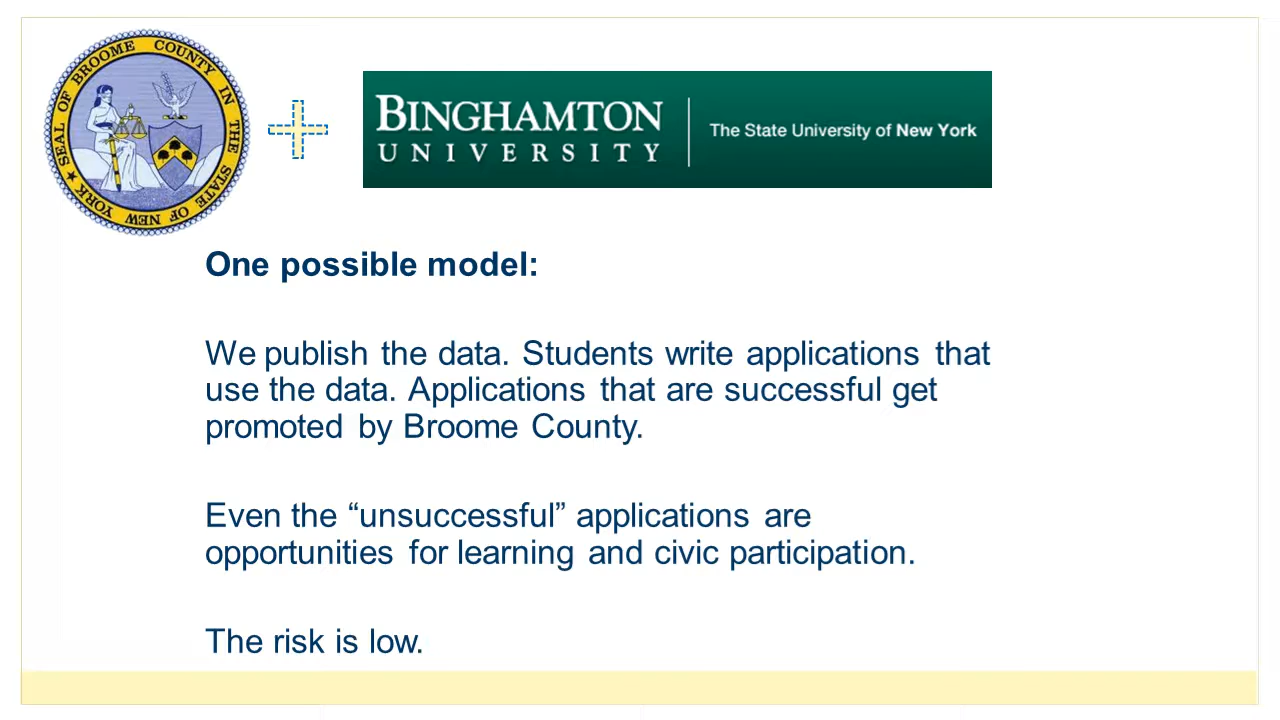 SEAL OF BROOME COUNTY IN THE STATE OF NEW YORK ★
BINGHAMTON
UNIVERSITY
The State University of New York
One possible model:
We publish the data. Students write applications that
use the data. Applications that are successful get
promoted by Broome County.
Even the “unsuccessful” applications are
opportunities for learning and civic participation.
The risk is low.